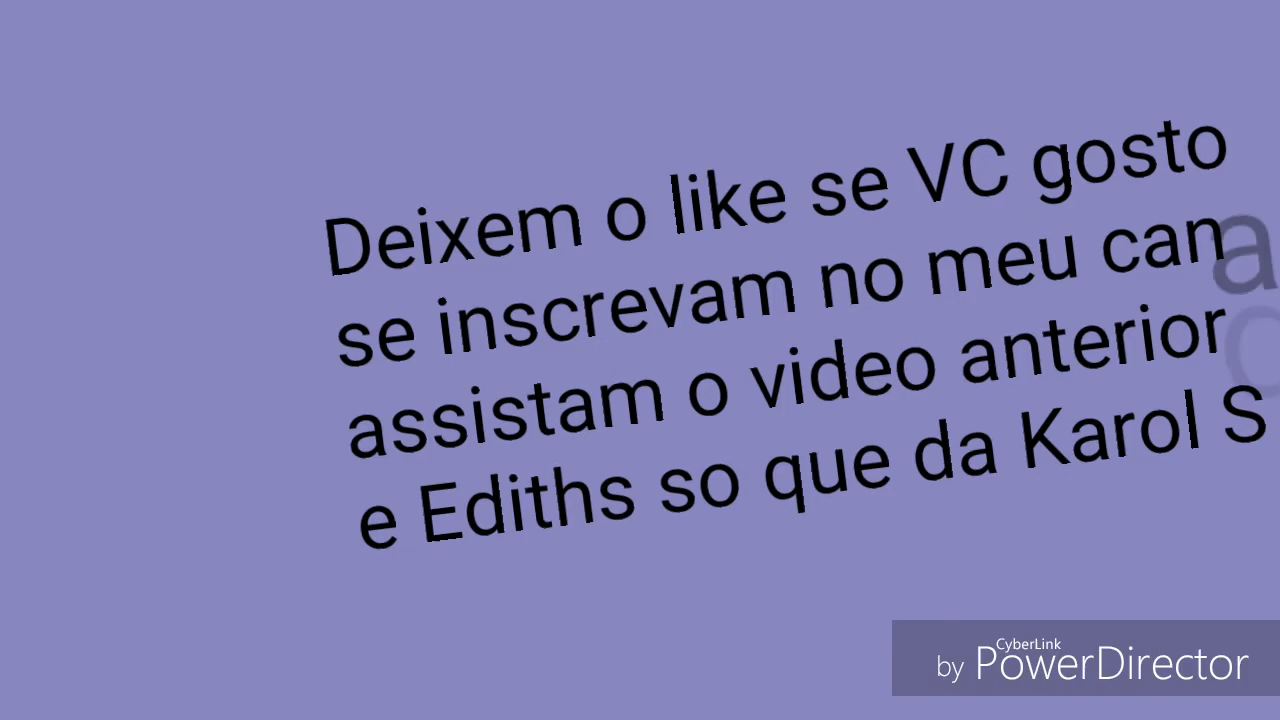 Deixem o like se VC gosto
se inscrevam no meu can
assistam o video anterior
e Ediths so que da Karol S
CyberLink
by PowerDirector